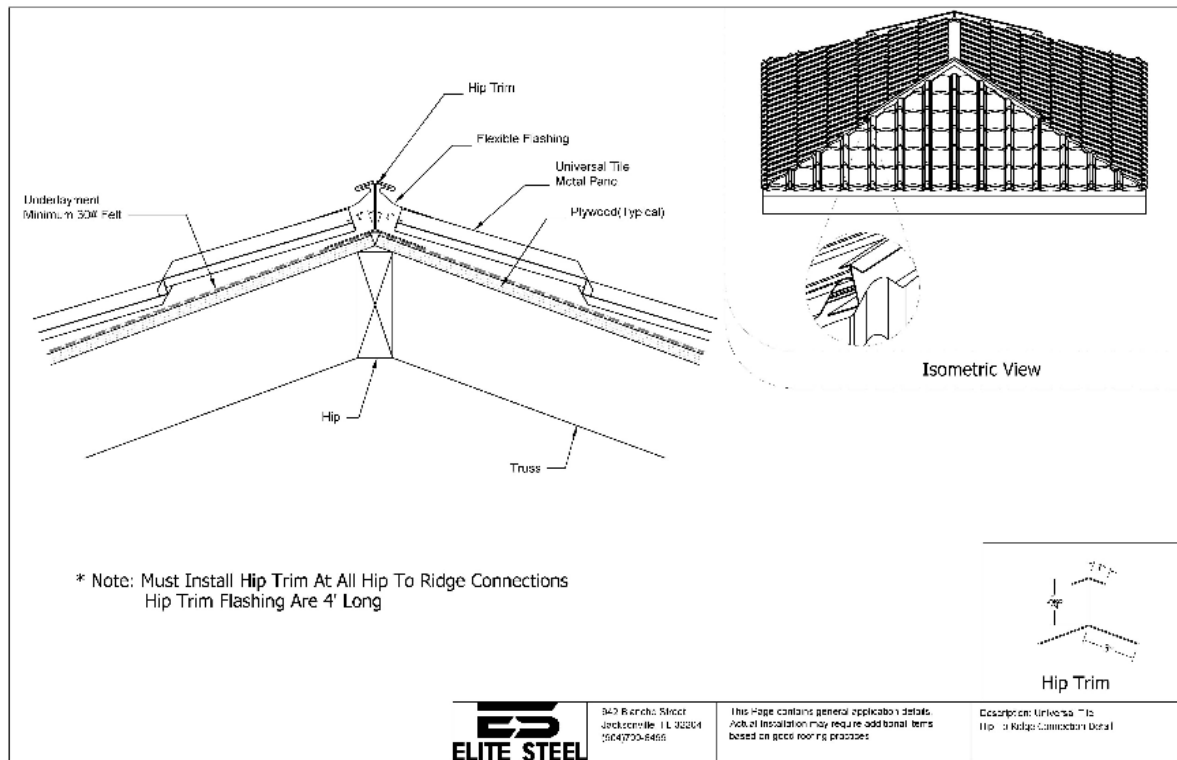 Hip Trim
Flexible Flashing
Universal Tile
Metal Panel
Plywood(Typical)
Underlayment
Minimum 30# Felt
Hip
Truss
Isometric View
* Note: Must Install Hip Trim At All Hip To Ridge Connections
Hip Trim Flashing Are 4' Long
Hip Trim
ES
ELITE STEEL
Street
Jacksonville, FL 32204
This Page contains general application details.
Actual installation may require additional items
based on good roofing practices
Description: Universal Tile
Hip To Ridge Connection Detail